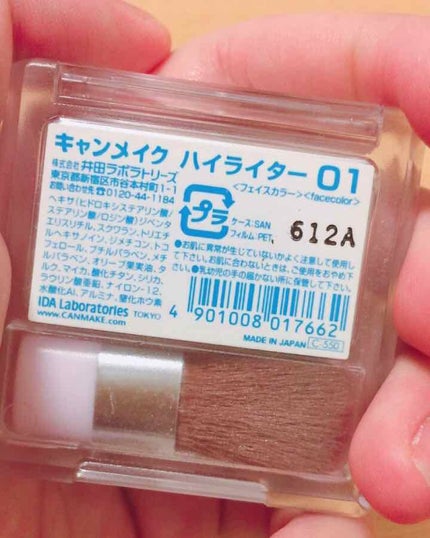 キャンメイク ハイライター 01
株式会社 井田ラボラトリーズ <フェイスカラー><facecolor>
東京都新宿区市谷本村町1-1
お問い合わせ先☎0120-44-1184
プラ
ケース:SAN
フィルム:PET
612A
ヘキサ(ヒドロキシステアリン酸/
ステアリン酸/ロジン酸)ジペンタ
エリスリチル、スクワラン、トリエチ
ルヘキサノイン、ジメチコン、トコ
フェロール、ブチルパラベン、メチ
ルパラベン、オリーブ果実油、タ
ルク、マイカ、酸化チタン、シリカ、
ラウリン酸亜鉛、ナイロン-12、
水酸化Al、アルミナ、窒化ホウ素
●お肌に異常が生じていないかよく注意して使用し
て下さい。お肌に合わないときは、ご使用をおやめ下
さい。●乳幼児の手の届かない所に保管して下さい。
IDA Laboratories TOKYO
www.CANMAKE.com
4 901008 017662
MADE IN JAPAN C-550